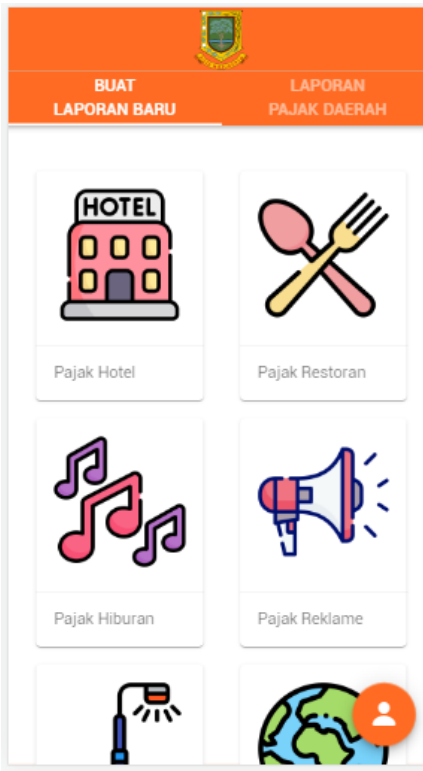 BUAT
LAPORAN BARU
LAPORAN
PAJAK DAERAH
HOTEL
Pajak Hotel
Pajak Restoran
Pajak Hiburan
Pajak Reklame